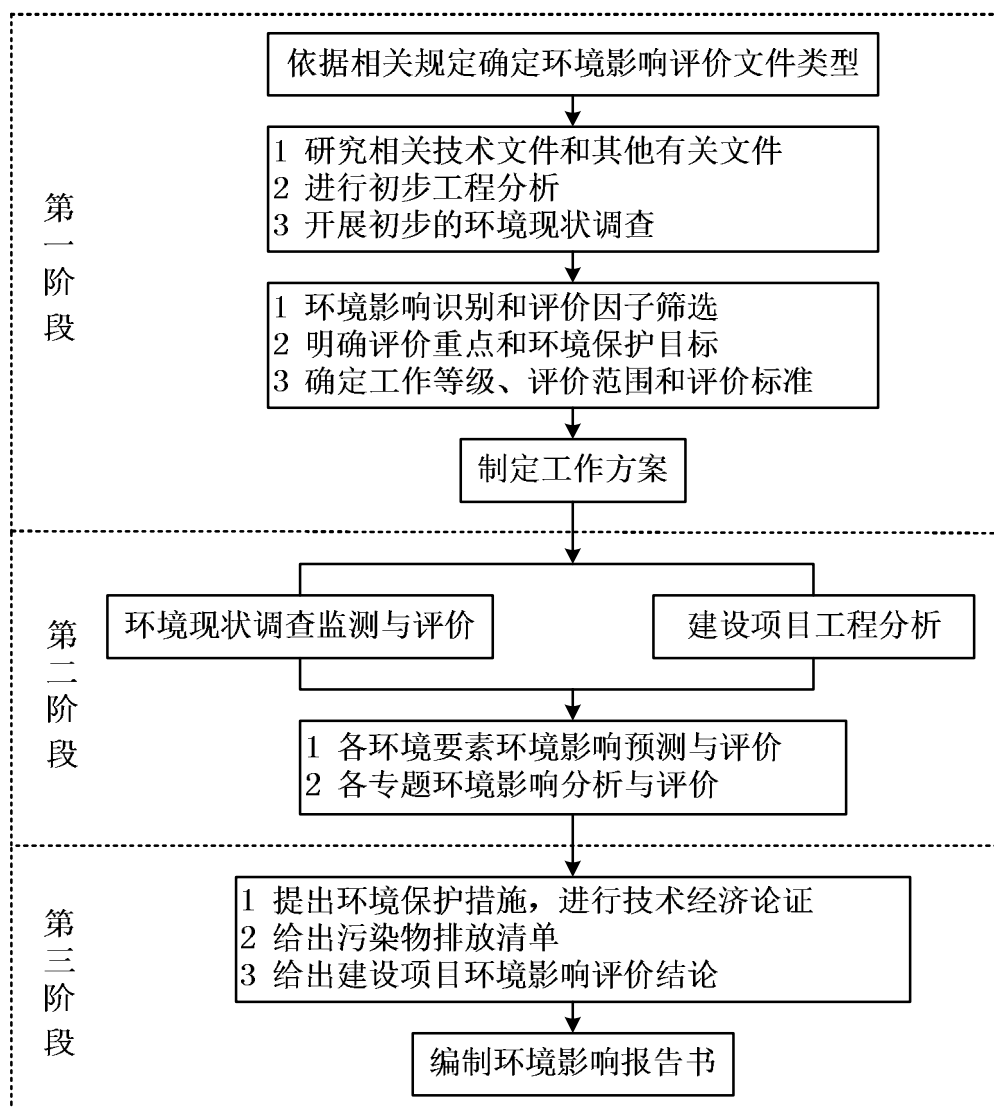 依据相关规定确定环境影响评价文件类型
1 研究相关技术文件和其他有关文件
2 进行初步工程分析
3 开展初步的环境现状调查
第一阶段
1 环境影响识别和评价因子筛选
2 明确评价重点和环境保护目标
3 确定工作等级、评价范围和评价标准
制定工作方案
第二阶段
环境现状调查监测与评价
建设项目工程分析
1 各环境要素环境影响预测与评价
2 各专题环境影响分析与评价
第三阶段
1 提出环境保护措施，进行技术经济论证
2 给出污染物排放清单
3 给出建设项目环境影响评价结论
编制环境影响报告书